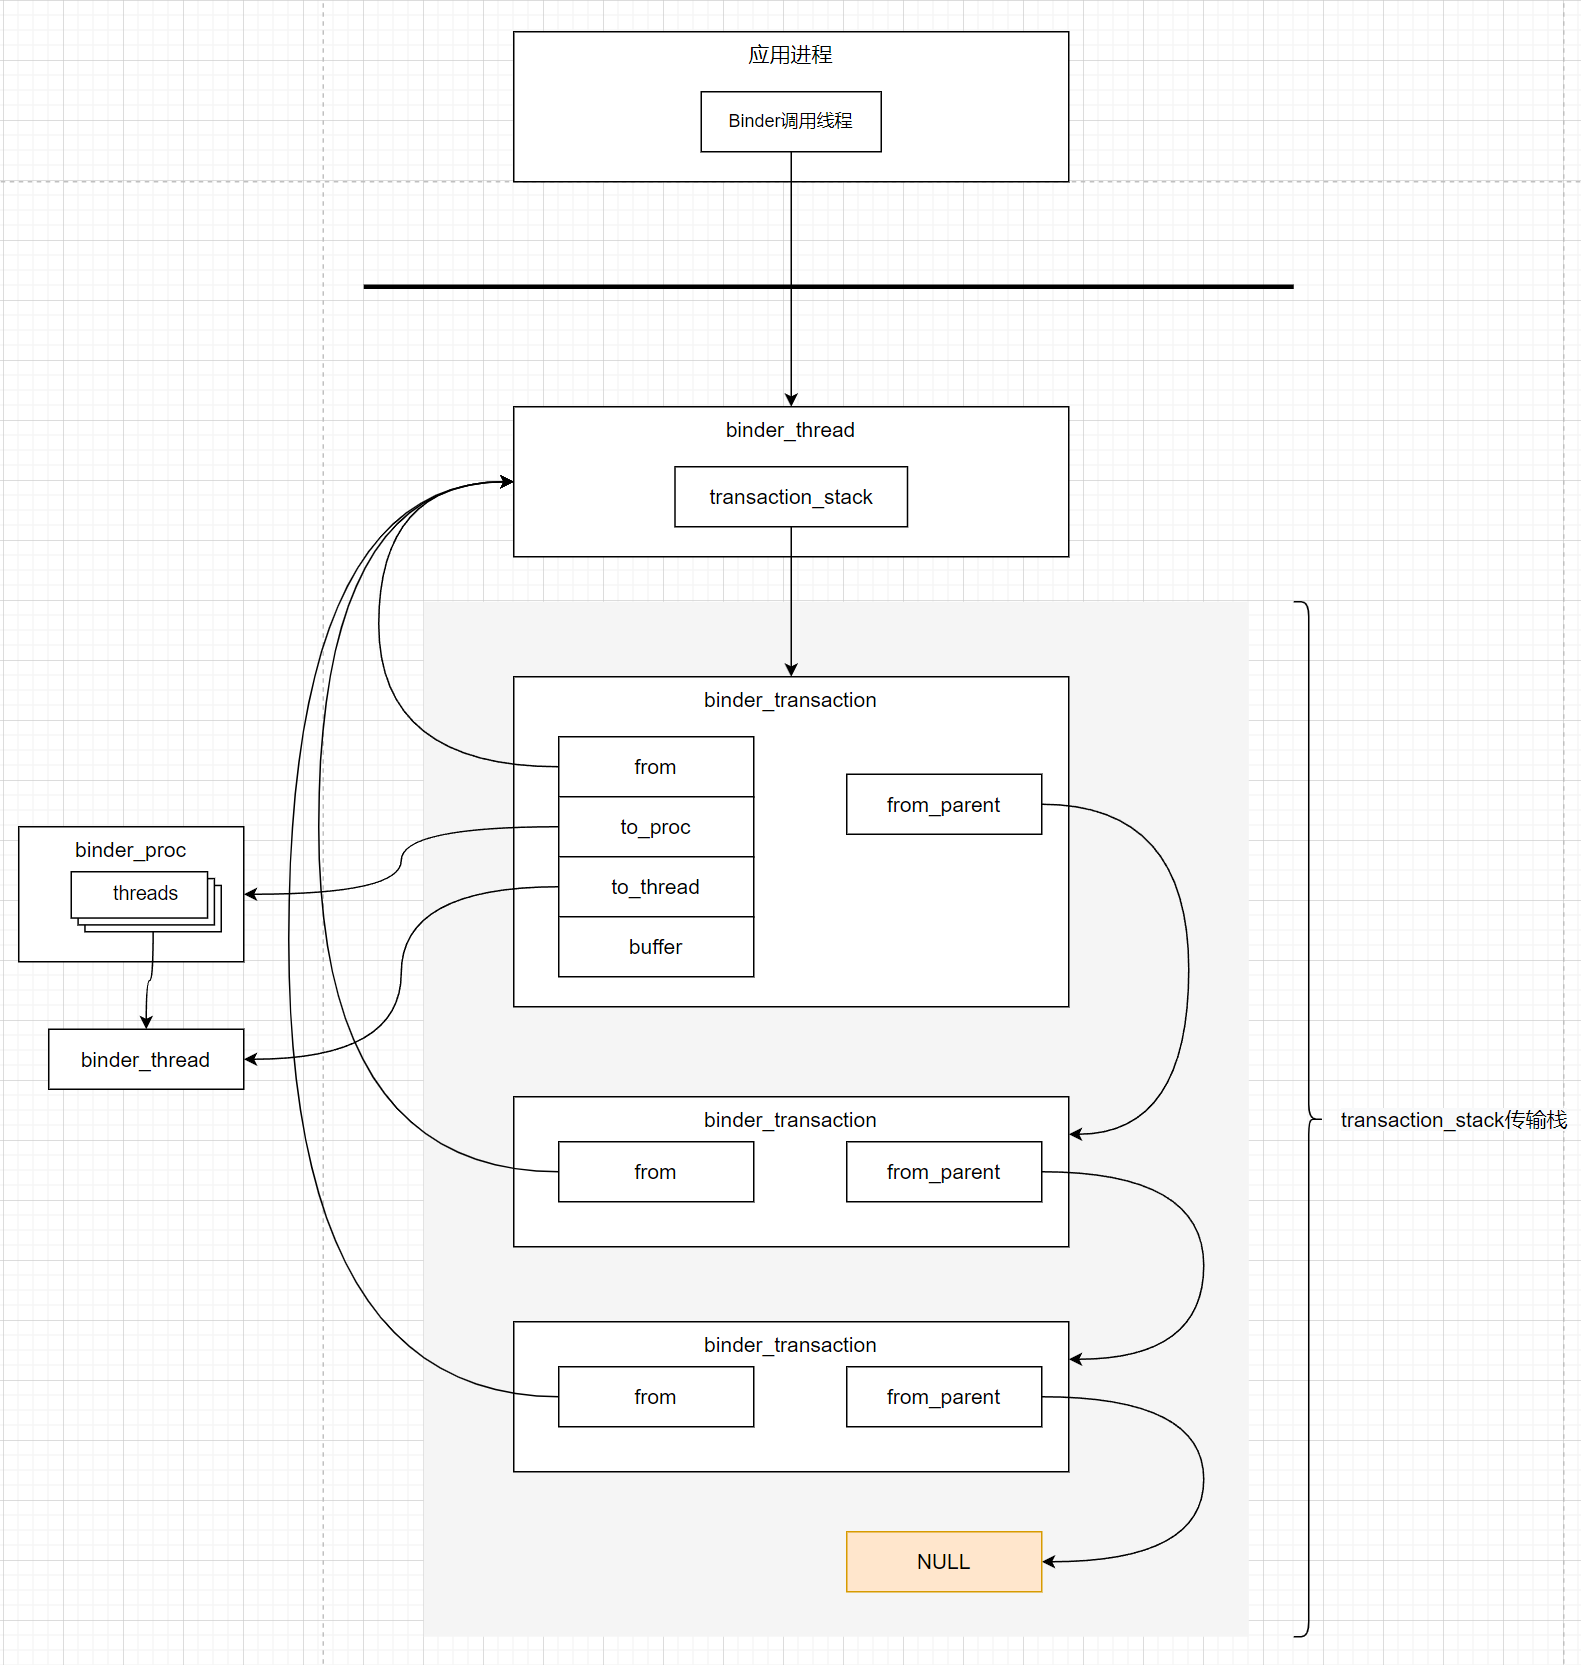 应用进程
Binder调用线程
binder_thread
transaction_stack
binder_transaction
from
from_parent
to_proc
binder_proc
to_thread
threads
buffer
binder_thread
binder_transaction
transaction_stack传输栈
from
from_parent
binder_transaction
from
from_parent
NULL